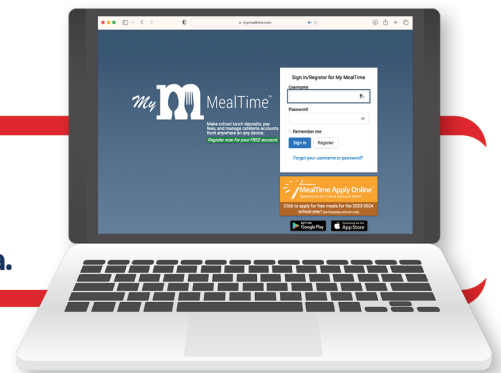 mymealtime.com
Sign In/Register for My MealTime
Username
My MealTime™
Password
Make school lunch deposits, pay
fees, and manage cafeteria accounts
from anywhere on any device.
Register now for your FREE account.
Remember me
Sign In Register
Forgot your username or password?
MealTime Apply Online
Click to apply for free meals for the 2023-2024
school year!
Google Play
App Store
a.